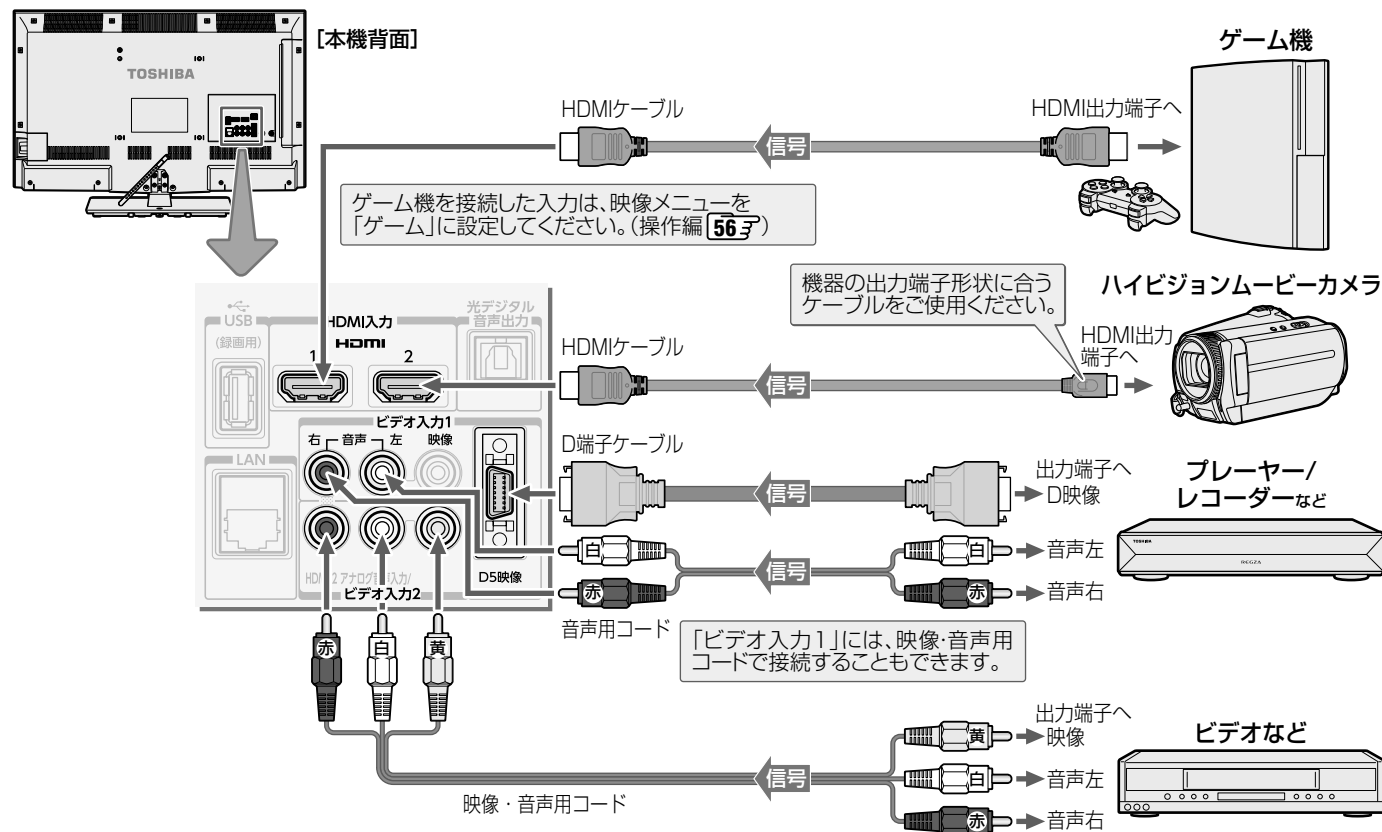 [本機背面]
TOSHIBA
ゲーム機
HDMIケーブル
信号
HDMI出力端子へ
ゲーム機を接続した入力は、映像メニューを
「ゲーム」に設定してください。(操作編 56 )
機器の出力端子形状に合う
ケーブルをご使用ください。
ハイビジョンムービーカメラ
HDMIケーブル
信号
HDMI出力
端子へ
USB
(録画用)
HDMI入力
HDMI
1
2
光デジタル
音声出力
ビデオ入力1
右
音声
左
映像
LAN
D5映像
ビデオ入力2
D端子ケーブル
信号
出力端子へ
D映像
プレーヤー/
レコーダーなど
TOSHIBA
REGZA
白
信号
白
音声左
赤
赤
音声右
音声用コード
「ビデオ入力1」には、映像・音声用
コードで接続することもできます。
赤
白
黄
映像・音声用コード
信号
出力端子へ
黄
映像
白
音声左
赤
音声右
ビデオなど